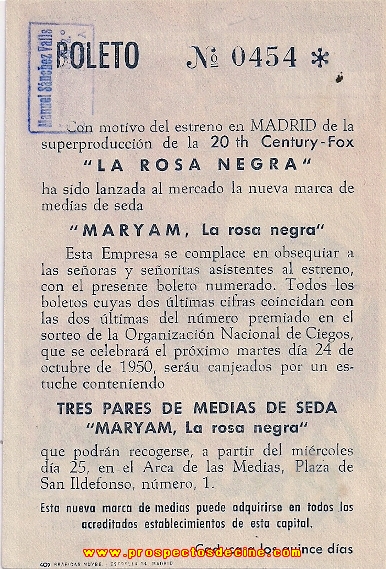 Manuel Sánchez Valls
BOLETO № 0454 *
Con motivo del estreno en MADRID de la
superproducción de la 20 th Century-Fox
"LA ROSA NEGRA"
ha sido lanzada al mercado la nueva marca de
medias de seda
"MARYAM, La rosa negra"
Esta Empresa se complace en obsequiar a
las señoras y señoritas asistentes al estreno,
con el presente boleto numerado. Todos los
boletos cuyas dos últimas cifras coincidan con
las dos últimas del número premiado en el
sorteo de la Organización Nacional de Ciegos,
que se celebrará el próximo martes día 24 de
octubre de 1950, seráu canjeados por un es-
tuche conteniendo
TRES PARES DE MEDIAS DE SEDA
"MARYAM, La rosa negra"
que podrán recogerse, a partir del miércoles
día 25, en el Arca de las Medias, Plaza de
San Ildefonso, número, 1.
Esta nueva marca de medias puede adquirirse en todos los
acreditados establecimientos de esta capital.
Caduca a los quince días
www.prospectosdecine.com